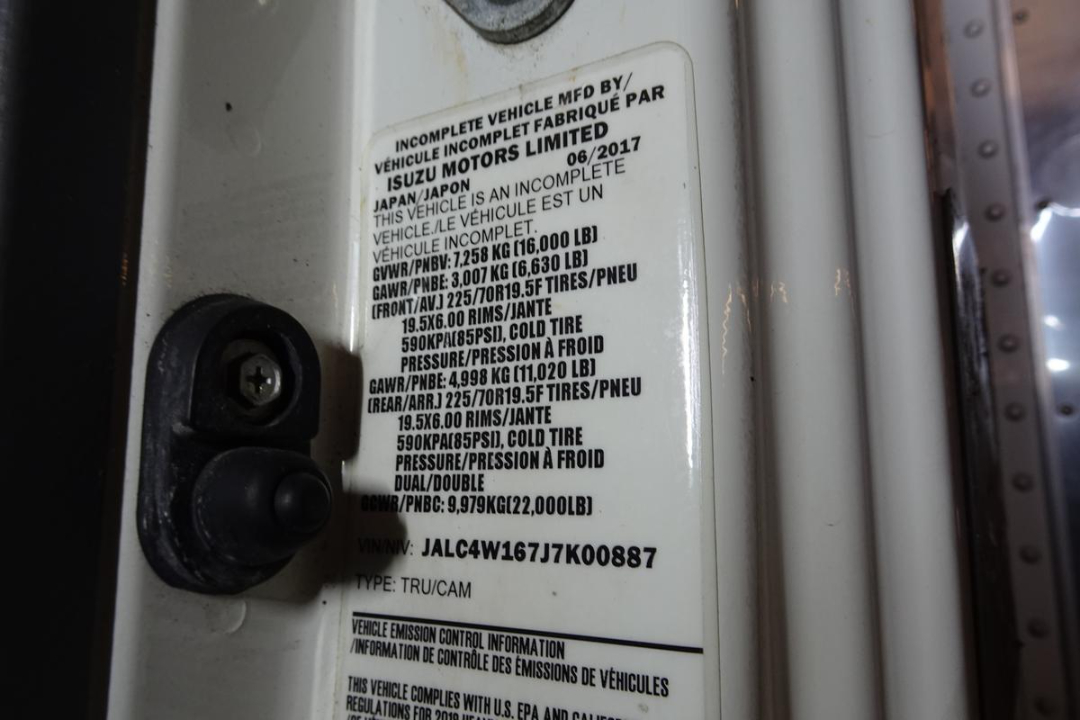 INCOMPLETE VEHICLE MFD BY/
VÉHICULE INCOMPLET FABRIQUÉ PAR
ISUZU MOTORS LIMITED
JAPAN/JAPON 06/2017
THIS VEHICLE IS AN INCOMPLETE
VEHICLE./LE VÉHICULE EST UN
VÉHICULE INCOMPLET.
GVWR/PNBV: 7,258 KG (16,000 LB)
GAWR/PNBE: 3,007 KG (6,630 LB)
(FRONT/AV.) 225/70R19.5F TIRES/PNEU
19.5X6.00 RIMS/JANTE
590KPA(85PSI), COLD TIRE
PRESSURE/PRESSION À FROID
GAWR/PNBE: 4,998 KG (11,020 LB)
(REAR/ARR.) 225/70R19.5F TIRES/PNEU
19.5X6.00 RIMS/JANTE
590KPA(85PSI), COLD TIRE
PRESSURE/PRESSION À FROID
DUAL/DOUBLE
GCWR/PNBC: 9,979KG(22,000LB)
VIN/NIV: JALC4W167J7K00887
TYPE: TRU/CAM
VEHICLE EMISSION CONTROL INFORMATION
/INFORMATION DE CONTRÔLE DES ÉMISSIONS DE VÉHICULES
THIS VEHICLE COMPLIES WITH U.S. EPA AND
REGULATIONS FOR